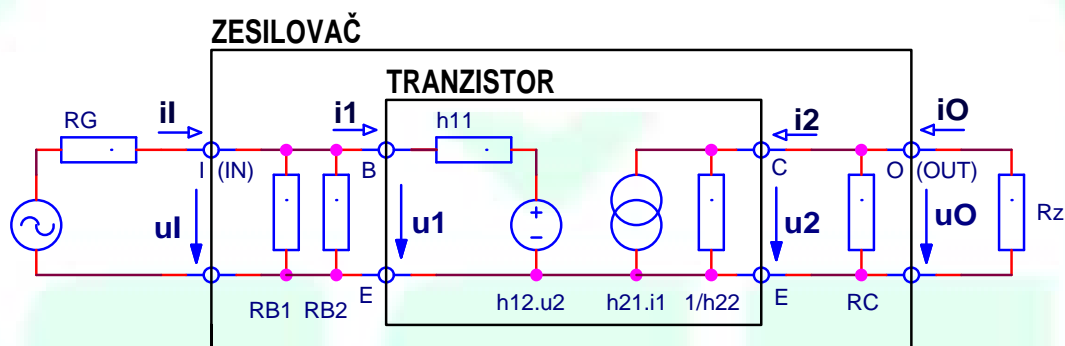 ZESILOVAČ
TRANZISTOR
RG
iI
i1
h11
i2
iO
I
(IN)
B
C
O
(OUT)
uI
u1
u2
uO
Rz
RB1
RB2
E
h12.u2
h21.i1
1/h22
E
RC